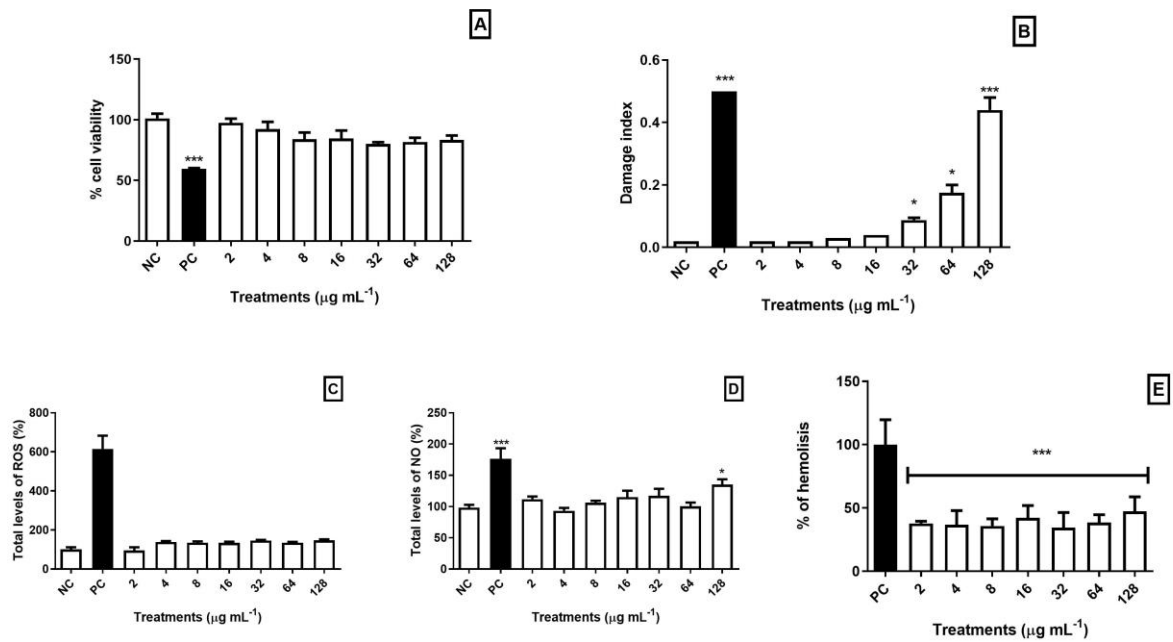 A
% cell viability
150
100
50
0
***
NC PC 2 4 8 16 32 64 128
Treatments (μg mL⁻¹)
B
Damage index
0.6
0.4
0.2
0.0
*** * * ***
NC PC 2 4 8 16 32 64 128
Treatments (μg mL⁻¹)
C
Total levels of ROS (%)
800
600
400
200
0
NC PC 2 4 8 16 32 64 128
Treatments (μg mL⁻¹)
D
Total levels of NO (%)
250
200
150
100
50
0
*** *
NC PC 2 4 8 16 32 64 128
Treatments (μg mL⁻¹)
E
% of hemolisis
150
100
50
0
***
PC 2 4 8 16 32 64 128
Treatments (μg mL⁻¹)